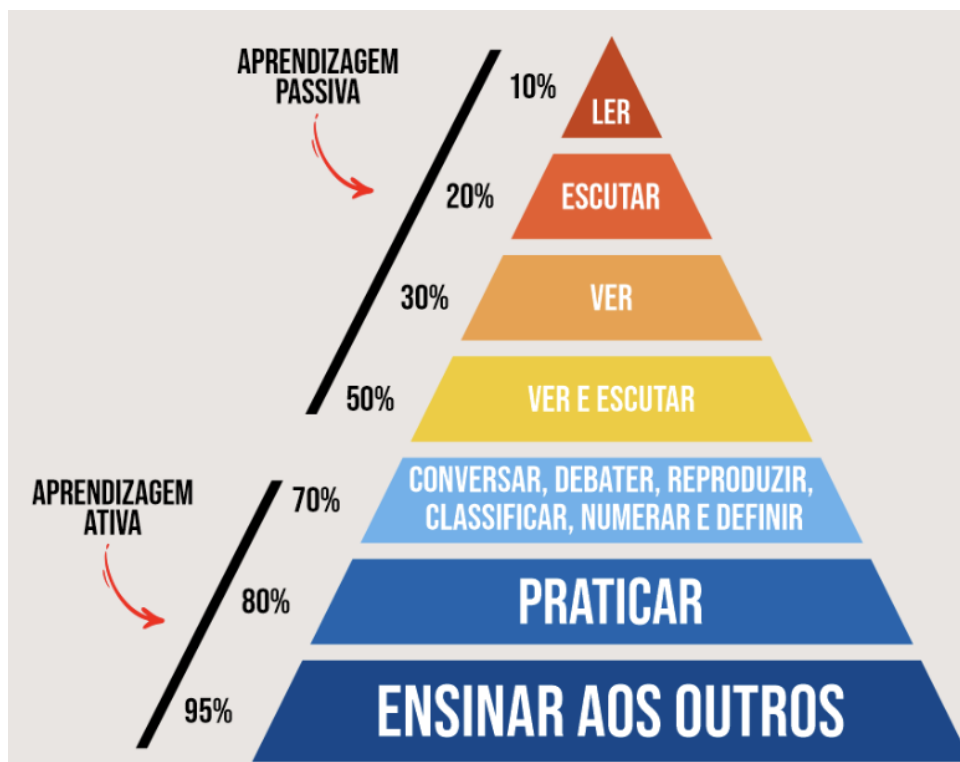 APRENDIZAGEM
PASSIVA
10%
LER
20%
ESCUTAR
30%
VER
50%
VER E ESCUTAR
APRENDIZAGEM
ATIVA
70%
CONVERSAR, DEBATER, REPRODUZIR,
CLASSIFICAR, NUMERAR E DEFINIR
80%
PRATICAR
95%
ENSINAR AOS OUTROS